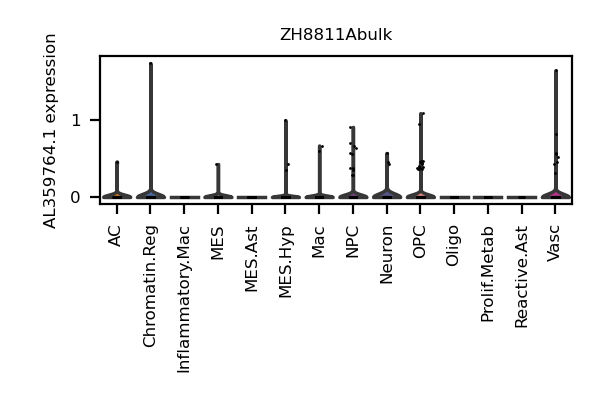 ZH8811Abulk
AL359764.1 expression
1
0
AC
Chromatin.Reg
Inflammatory.Mac
MES
MES.Ast
MES.Hyp
Mac
NPC
Neuron
OPC
Oligo
Prolif.Metab
Reactive.Ast
Vasc